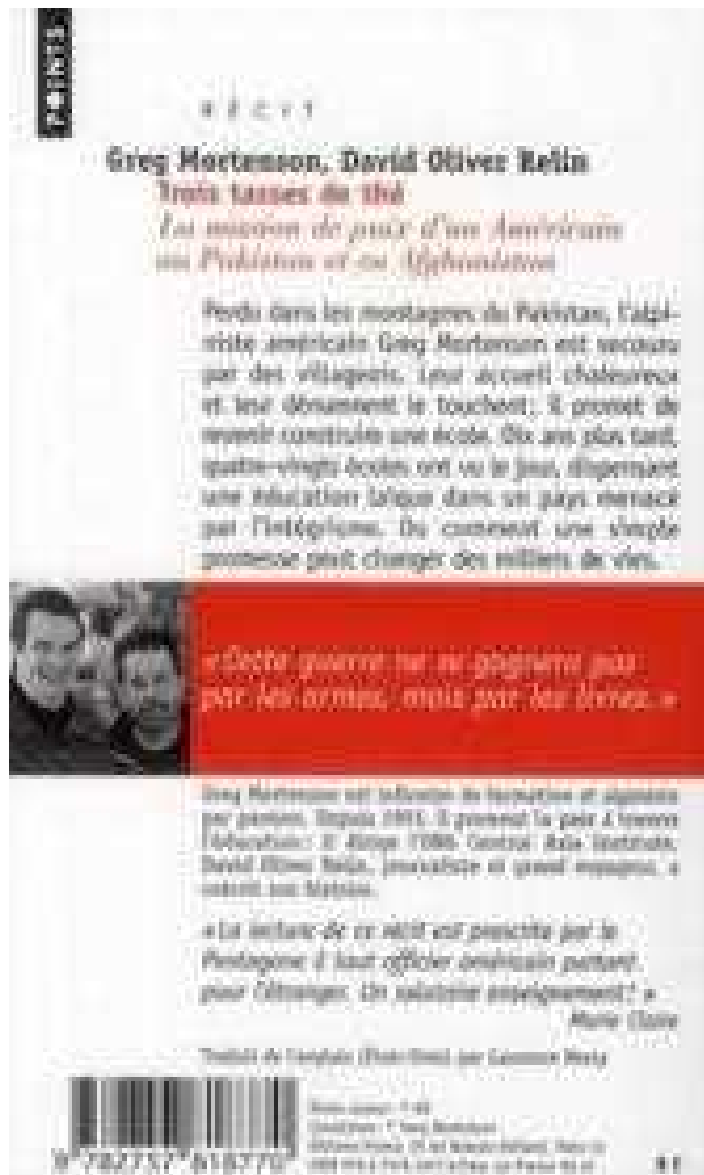 POINTS
RÉCIT
Greg Mortenson, David Oliver Relin
Trois tasses de thé
La mission de paix d'un Américain
au Pakistan et en Afghanistan
Perdu dans les montagnes du Pakistan, l'alpi-
niste américain Greg Mortenson est secouru
par des villageois. Leur accueil chaleureux
et leur dénuement le touchent; il promet de
revenir construire une école. Dix ans plus tard,
quatre-vingts écoles ont vu le jour, dispensant
une éducation laïque dans un pays menacé
par l'intégrisme. Ou comment une simple
promesse peut changer des milliers de vies.
«Cette guerre ne se gagnera pas
par les armes, mais par les livres.»
Greg Mortenson est infirmier de formation et alpiniste
par passion. Depuis 1993, il promeut la paix à travers
l'éducation: il dirige l'ONG Central Asia Institute.
David Oliver Relin, journaliste et grand voyageur, a
son histoire.
«La lecture de ce récit est prescrite par le
Pentagone à tout officier américain partant
pour l'étranger. Un salutaire enseignement!»
Marie Claire
Traduit de l'anglais (États-Unis) par
9 782757 818770